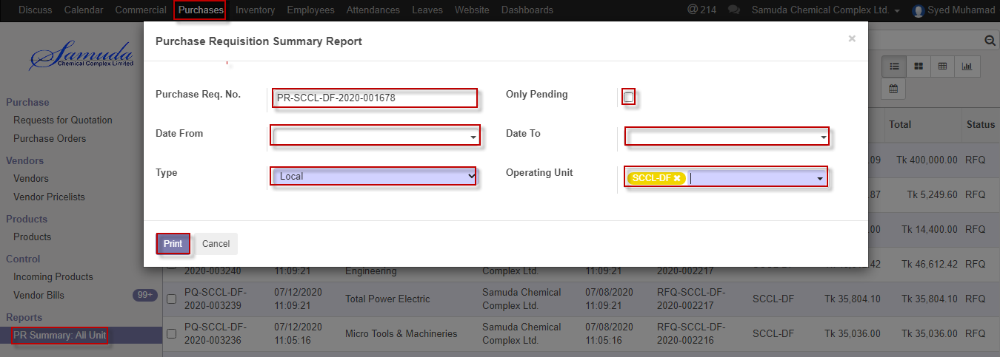 Discuss Calendar Commercial Purchases Inventory Employees Attendances Leaves Website Dashboards @ 214 Samuda Chemical Complex Ltd. Syed Muhamad
Samuda
Chemical Complex Limited
Purchase Requisition Summary Report ×
Purchase Req. No. PR-SCCL-DF-2020-001678 Only Pending
Date From Date To
Type Local Operating Unit SCCL-DF ×
Print Cancel
Purchase
Requests for Quotation
Purchase Orders
Vendors
Vendors
Vendor Pricelists
Products
Products
Control
Incoming Products
Vendor Bills 99+
Reports
PR Summary: All Unit
Total Status
.09 Tk 400,000.00 RFQ
.87 Tk 5,249.60 RFQ
.00 Tk 14,400.00 RFQ
2020-003240 11:09:21 Engineering Complex Ltd. 11:09:21 2020-002217 .42 Tk 46,612.42 RFQ
PQ-SCCL-DF- 07/12/2020 Total Power Electric Samuda Chemical 07/08/2020 RFQ-SCCL-DF- SCCL-DF Tk 35,804.10 Tk 35,804.10 RFQ
2020-003239 11:09:21 Complex Ltd. 11:09:21 2020-002217
PQ-SCCL-DF- 07/12/2020 Micro Tools & Machineries Samuda Chemical 07/08/2020 RFQ-SCCL-DF- SCCL-DF Tk 35,036.00 Tk 35,036.00 RFQ
2020-003236 11:05:16 Complex Ltd. 11:05:16 2020-002216